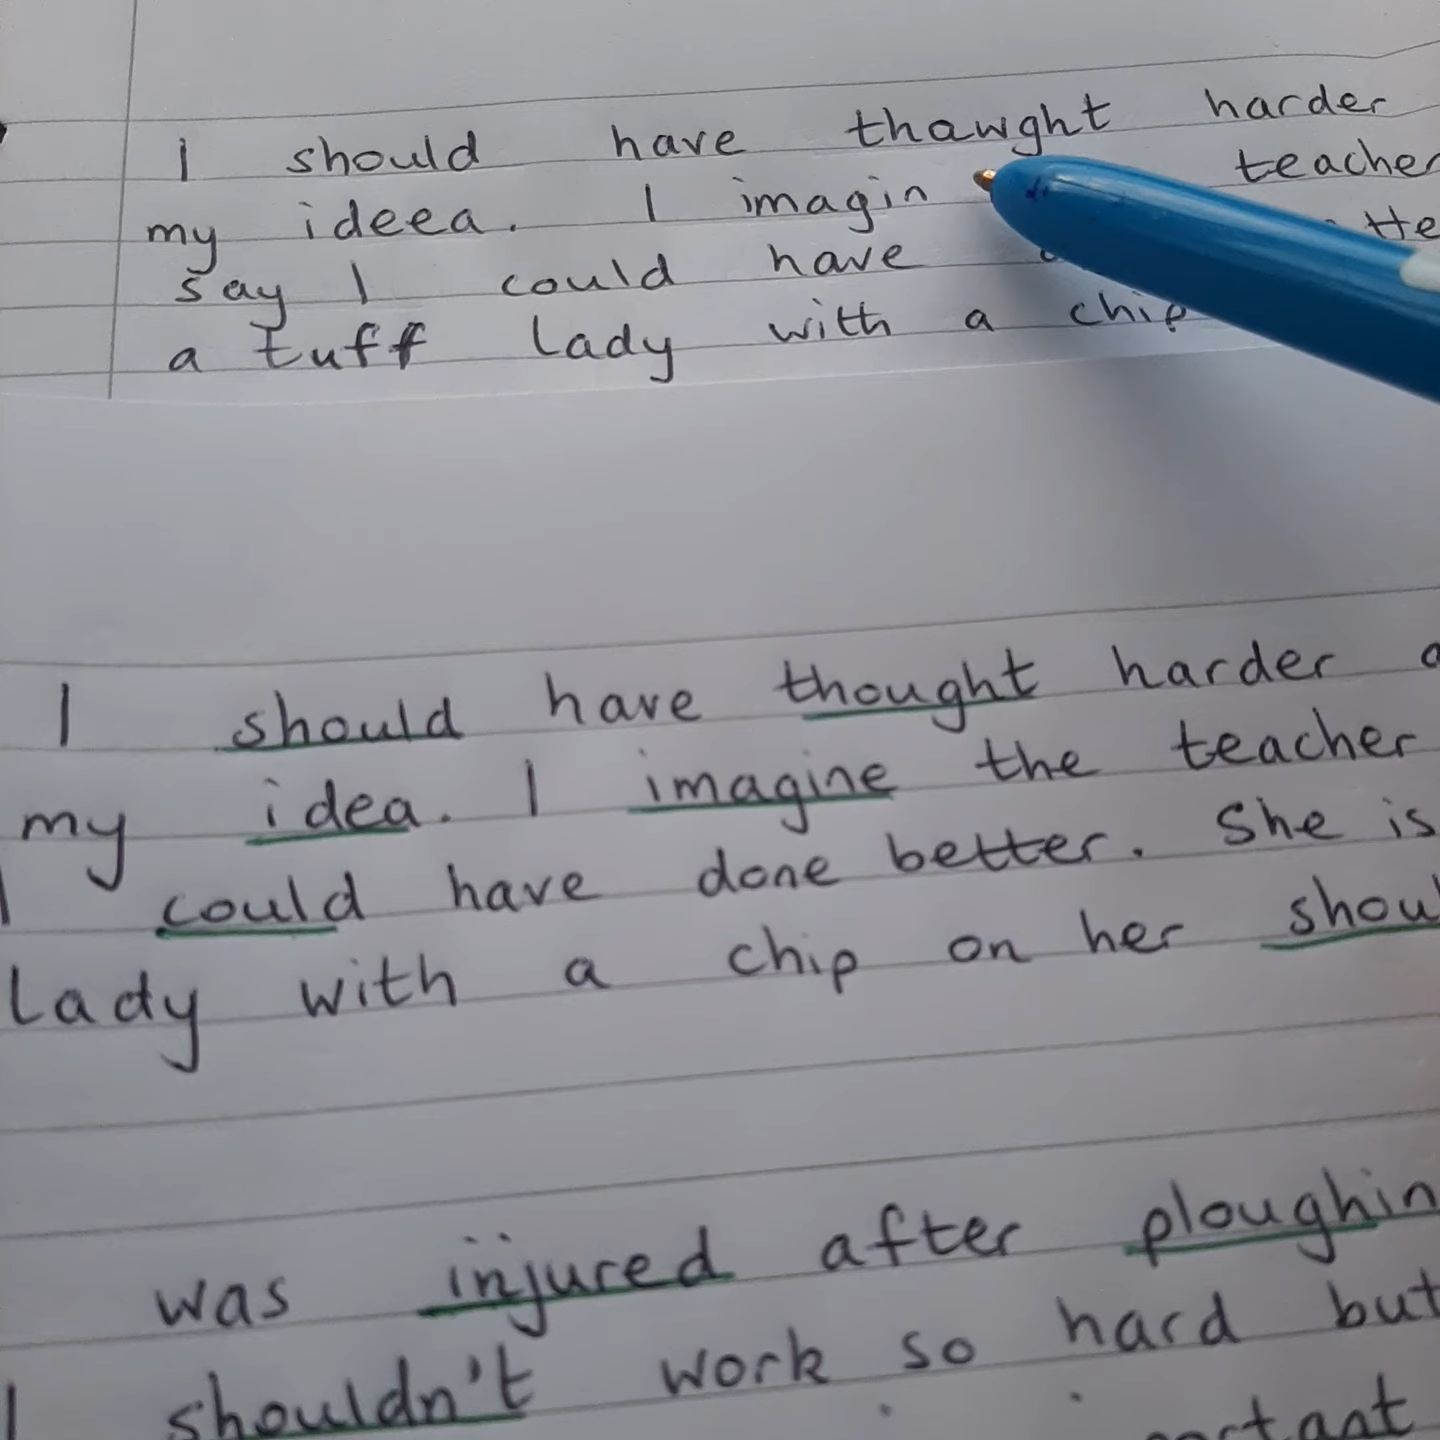 I should have thawght harder
my ideea. I imagin teacher
say I could have
a tuff lady with a chip
I should have thought harder
my idea. I imagine the teacher
I could have done better. She is
lady with a chip on her shoul
was injured after ploughin
I shouldn't work so hard but